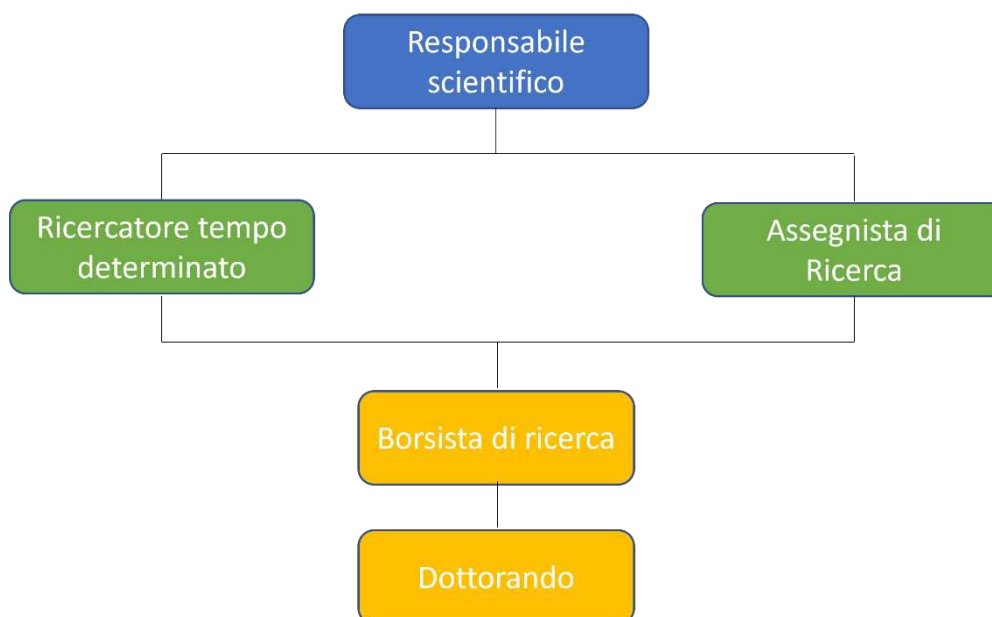 Responsabile
scientifico
Ricercatore tempo
determinato
Assegnista di
Ricerca
Borsista di ricerca
Dottorando